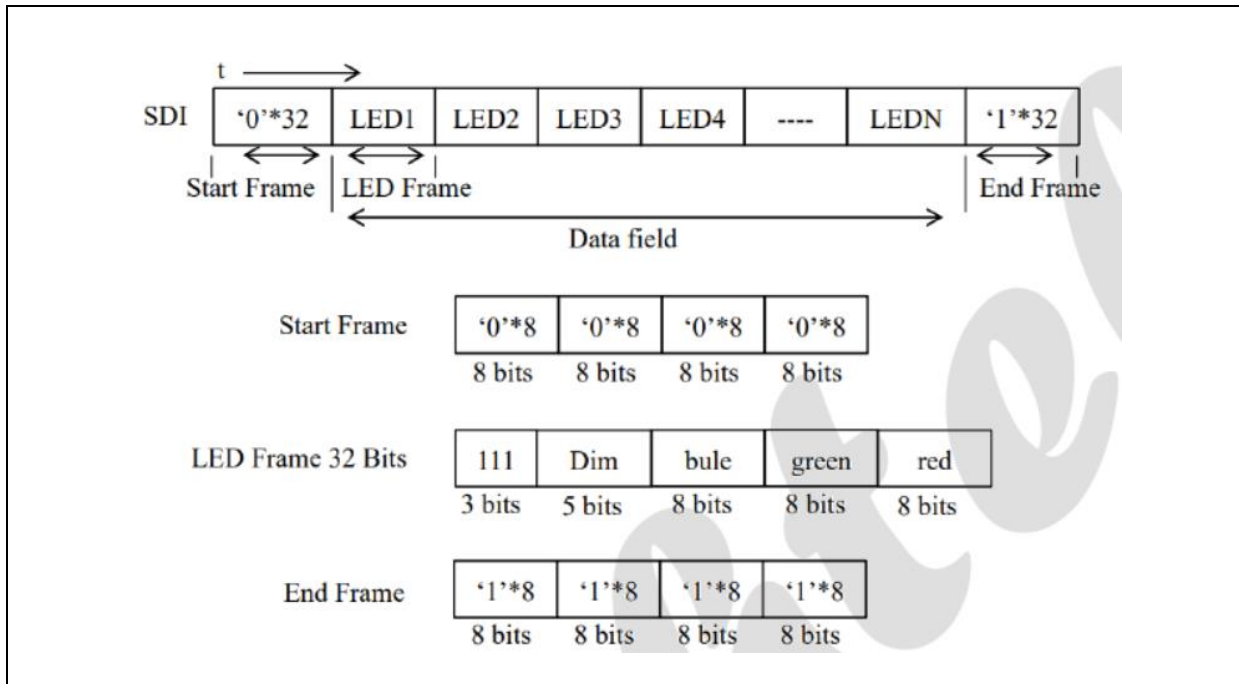 t
SDI ‘0’*32 LED1 LED2 LED3 LED4 ---- LEDN ‘1’*32
Start Frame LED Frame End Frame
Data field
Start Frame ‘0’*8 ‘0’*8 ‘0’*8 ‘0’*8
8 bits 8 bits 8 bits 8 bits
LED Frame 32 Bits 111 Dim bule green red
3 bits 5 bits 8 bits 8 bits 8 bits
End Frame ‘1’*8 ‘1’*8 ‘1’*8 ‘1’*8
8 bits 8 bits 8 bits 8 bits